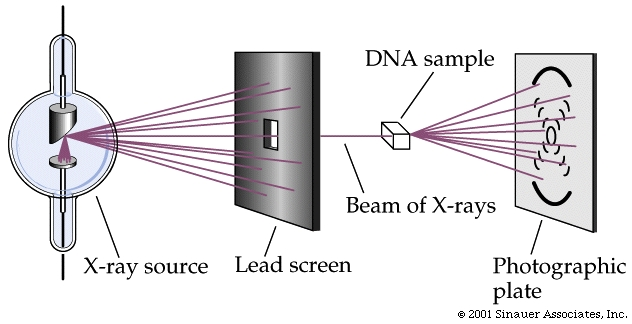 DNA sample
Beam of X-rays
X-ray source
Lead screen
Photographic
plate
© 2001 Sinauer Associates, Inc.